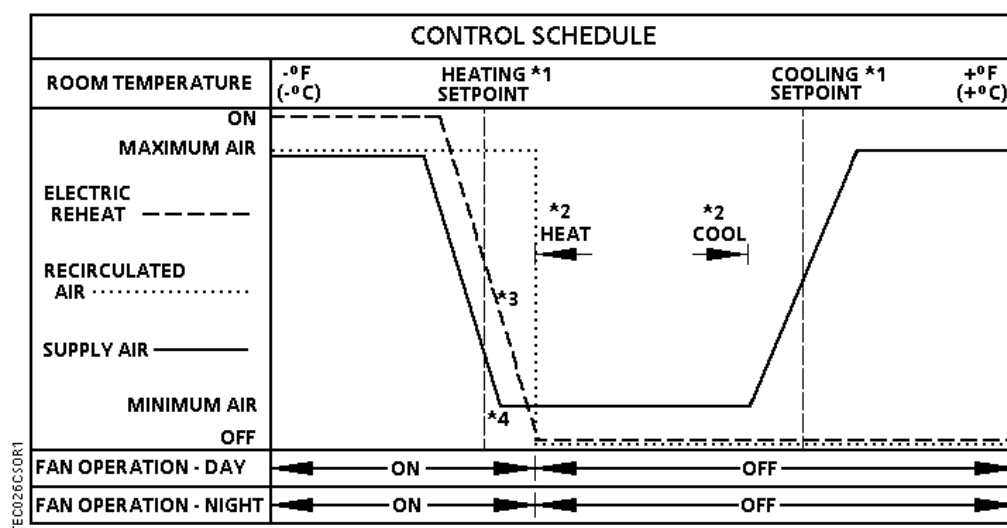 CONTROL SCHEDULE
ROOM TEMPERATURE
-°F
(-°C)
HEATING *1
SETPOINT
COOLING *1
SETPOINT
+°F
(+°C)
ON
MAXIMUM AIR
ELECTRIC
REHEAT
*2
HEAT
*2
COOL
RECIRCULATED
AIR
*3
SUPPLY AIR
MINIMUM AIR
*4
OFF
FAN OPERATION - DAY
ON
OFF
FAN OPERATION - NIGHT
ON
OFF